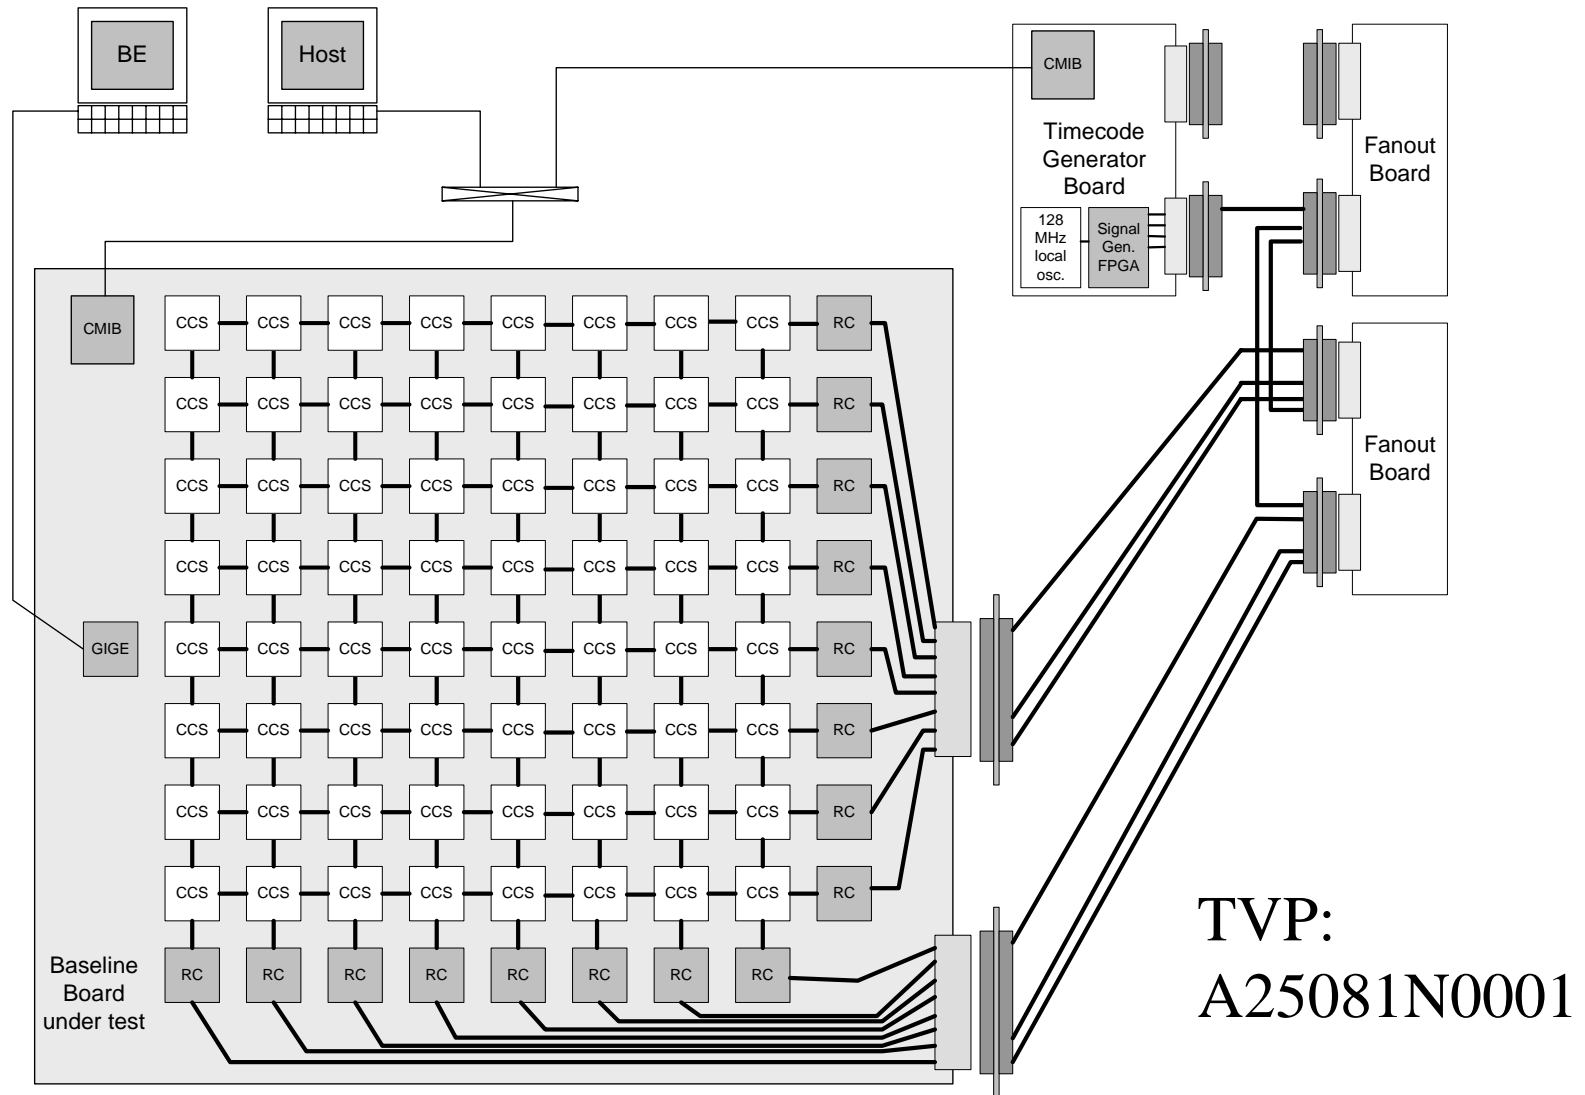 BE
Host
CMIB
Timecode
Generator
Board
128
MHz
local
osc.
Signal
Gen.
FPGA
Fanout
Board
Fanout
Board
CMIB
CCS CCS CCS CCS CCS CCS CCS CCS RC
CCS CCS CCS CCS CCS CCS CCS CCS RC
CCS CCS CCS CCS CCS CCS CCS CCS RC
CCS CCS CCS CCS CCS CCS CCS CCS RC
GIGE
CCS CCS CCS CCS CCS CCS CCS CCS RC
CCS CCS CCS CCS CCS CCS CCS CCS RC
CCS CCS CCS CCS CCS CCS CCS CCS RC
CCS CCS CCS CCS CCS CCS CCS CCS RC
RC RC RC RC RC RC RC RC
Baseline
Board
under test
TVP:
A25081N0001